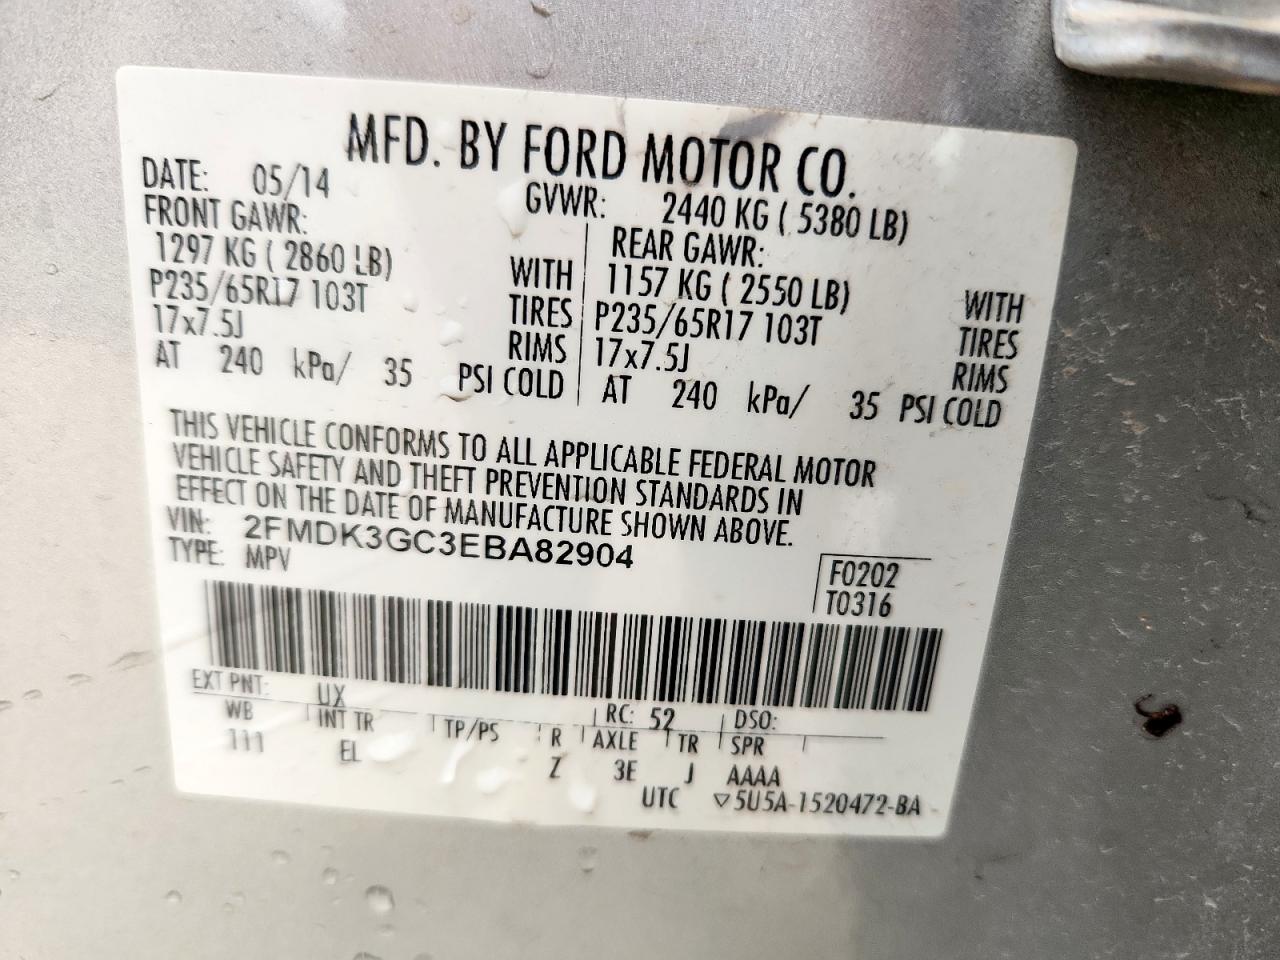 MFD. BY FORD MOTOR CO.
DATE: 05/14 GVWR: 2440 KG ( 5380 LB)
FRONT GAWR: REAR GAWR:
1297 KG ( 2860 LB) WITH 1157 KG ( 2550 LB) WITH
P235/65R17 103T TIRES P235/65R17 103T TIRES
17x7.5J RIMS 17x7.5J RIMS
AT 240 kPa/ 35 PSI COLD AT 240 kPa/ 35 PSI COLD
THIS VEHICLE CONFORMS TO ALL APPLICABLE FEDERAL MOTOR
VEHICLE SAFETY AND THEFT PREVENTION STANDARDS IN
EFFECT ON THE DATE OF MANUFACTURE SHOWN ABOVE.
VIN: 2FMDK3GC3EBA82904
TYPE: MPV F0202
T0316
EXT PNT: UX RC: 52 DSO:
WB INT TR TP/PS R AXLE TR SPR
111 EL Z 3E J AAAA
UTC ▽5U5A-1520472-BA